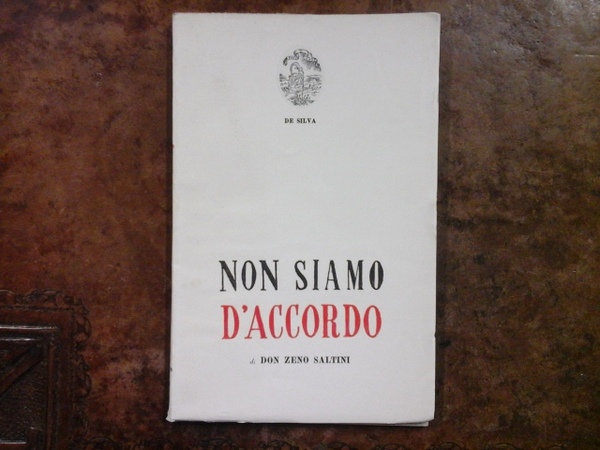 DE SILVA
NON SIAMO
D'ACCORDO
di DON ZENO SALTINI